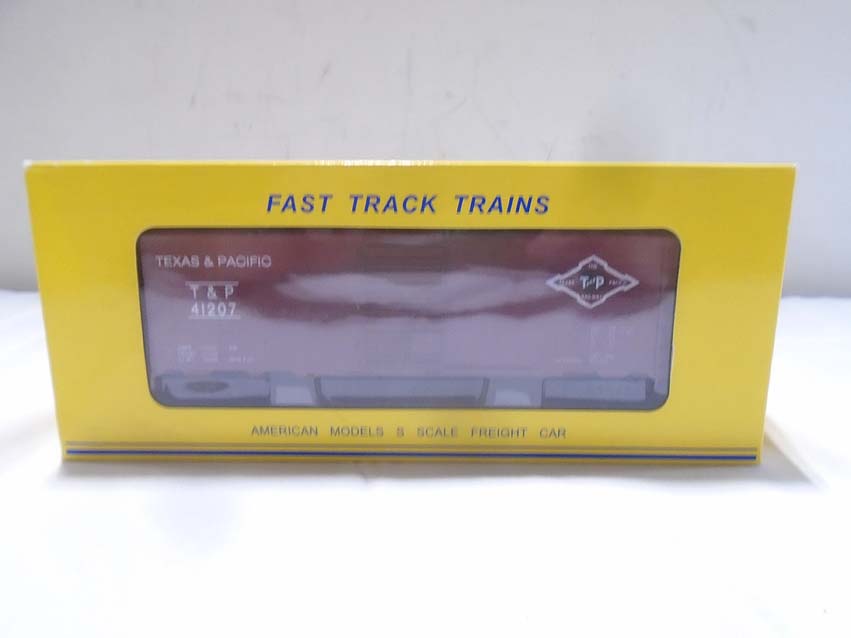 FAST TRACK TRAINS
TEXAS & PACIFIC
T & P
41207
T&P
AMERICAN MODELS S SCALE FREIGHT CAR